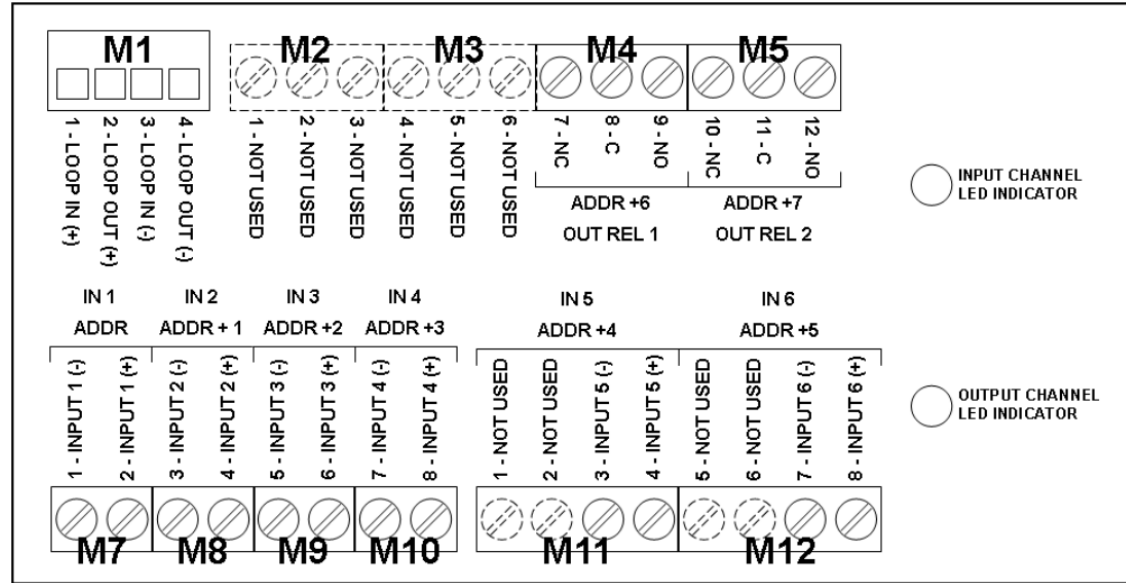 M1 M2 M3 M4 M5
1 - LOOP IN (+)
2 - LOOP OUT (+)
3 - LOOP IN (-)
4 - LOOP OUT (-)
1 - NOT USED
2 - NOT USED
3 - NOT USED
4 - NOT USED
5 - NOT USED
6 - NOT USED
7 - NC
8 - C
9 - NO
10 - NC
11 - C
12 - NO
ADDR +6
OUT REL 1
ADDR +7
OUT REL 2
INPUT CHANNEL
LED INDICATOR
IN 1
ADDR
IN 2
ADDR + 1
IN 3
ADDR +2
IN 4
ADDR +3
IN 5
ADDR +4
IN 6
ADDR +5
1 - INPUT 1 (-)
2 - INPUT 1 (+)
3 - INPUT 2 (-)
4 - INPUT 2 (+)
5 - INPUT 3 (-)
6 - INPUT 3 (+)
7 - INPUT 4 (-)
8 - INPUT 4 (+)
1 - NOT USED
2 - NOT USED
3 - INPUT 5 (-)
4 - INPUT 5 (+)
5 - NOT USED
6 - NOT USED
7 - INPUT 6 (-)
8 - INPUT 6 (+)
OUTPUT CHANNEL
LED INDICATOR
M7 M8 M9 M10 M11 M12